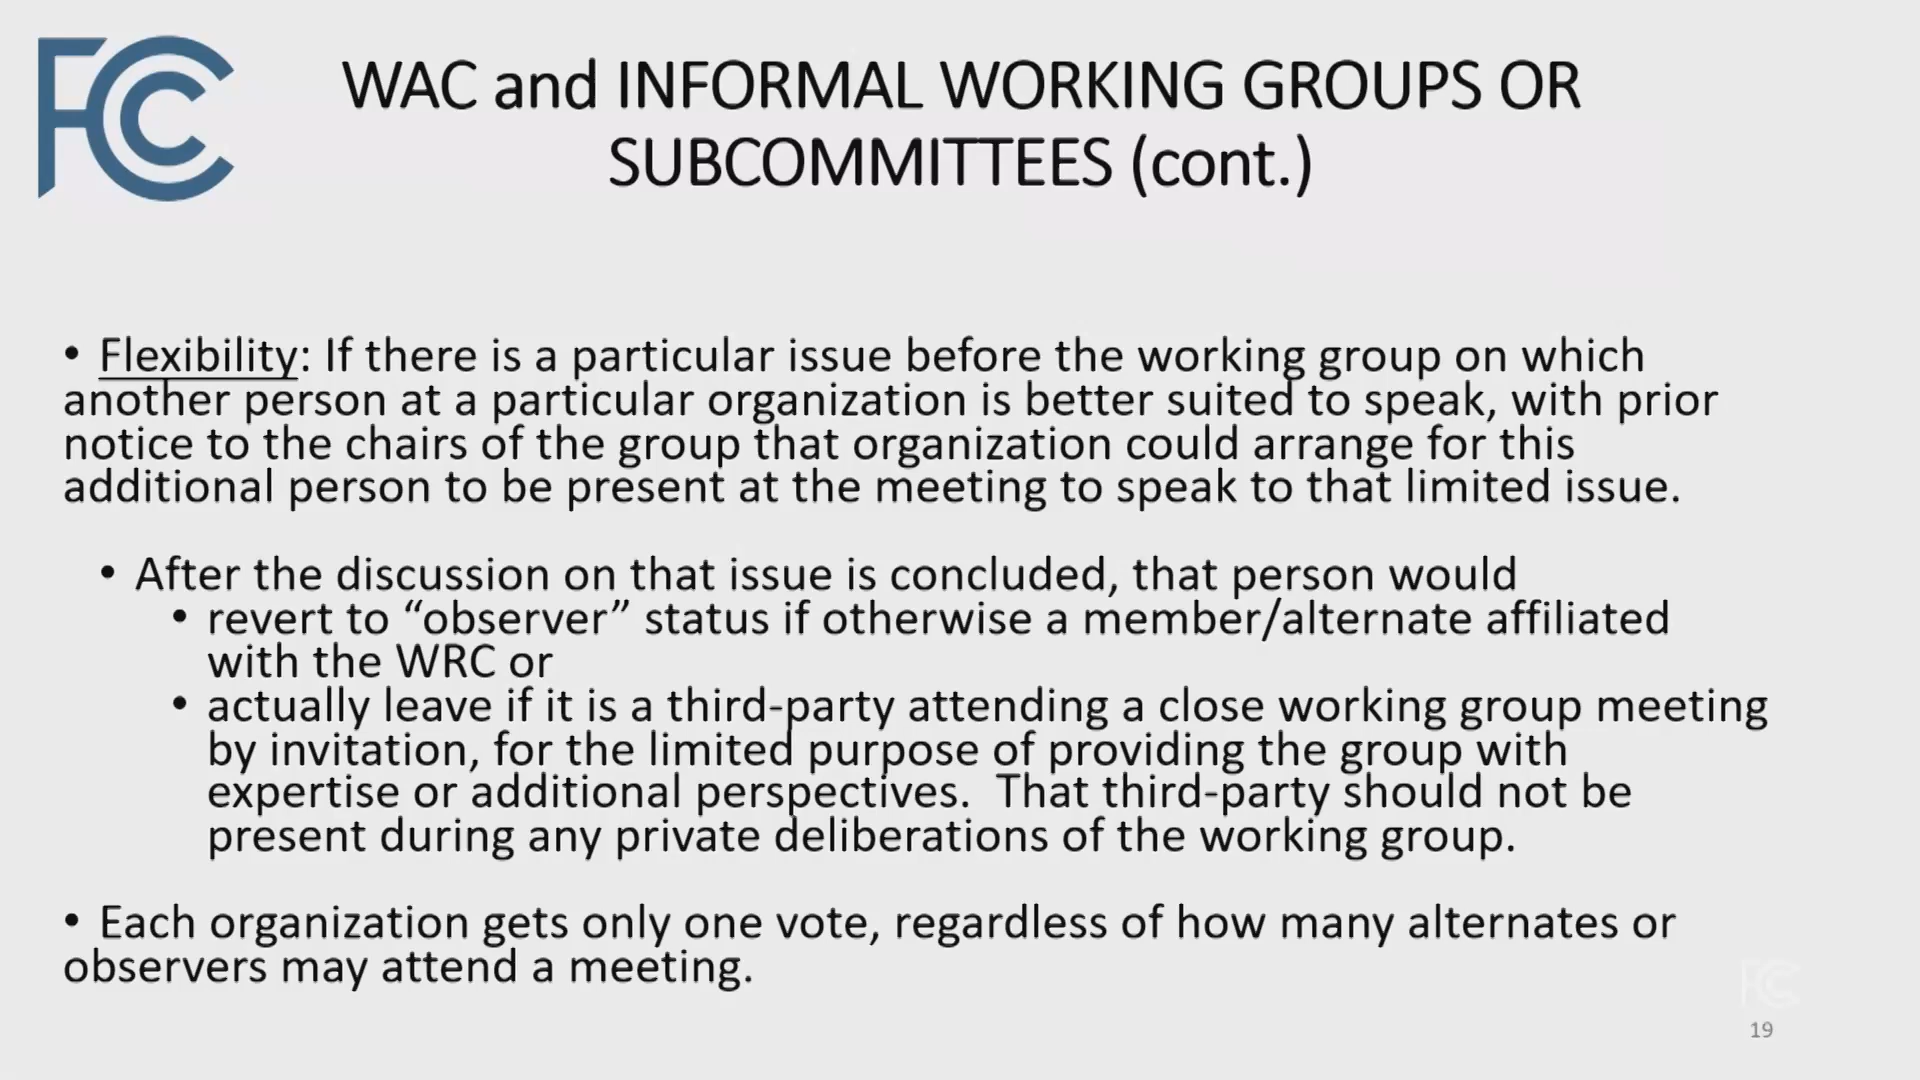 FCC
WAC and INFORMAL WORKING GROUPS OR
SUBCOMMITTEES (cont.)
• Flexibility: If there is a particular issue before the working group on which
another person at a particular organization is better suited to speak, with prior
notice to the chairs of the group that organization could arrange for this
additional person to be present at the meeting to speak to that limited issue.
• After the discussion on that issue is concluded, that person would
• revert to “observer” status if otherwise a member/alternate affiliated
with the WRC or
• actually leave if it is a third-party attending a close working group meeting
by invitation, for the limited purpose of providing the group with
expertise or additional perspectives.  That third-party should not be
present during any private deliberations of the working group.
• Each organization gets only one vote, regardless of how many alternates or
observers may attend a meeting.
FCC
19